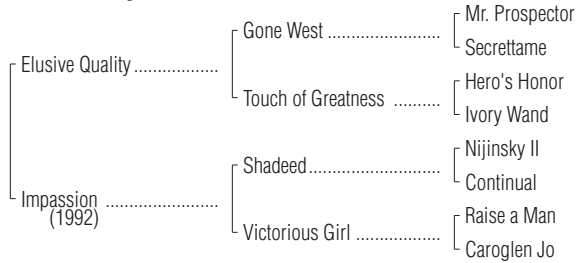 Mr. Prospector
Gone West
Secrettame
Elusive Quality
Hero's Honor
Touch of Greatness
Ivory Wand
Nijinsky II
Shadeed
Continual
Impassion
(1992)
Raise a Man
Victorious Girl
Caroglen Jo